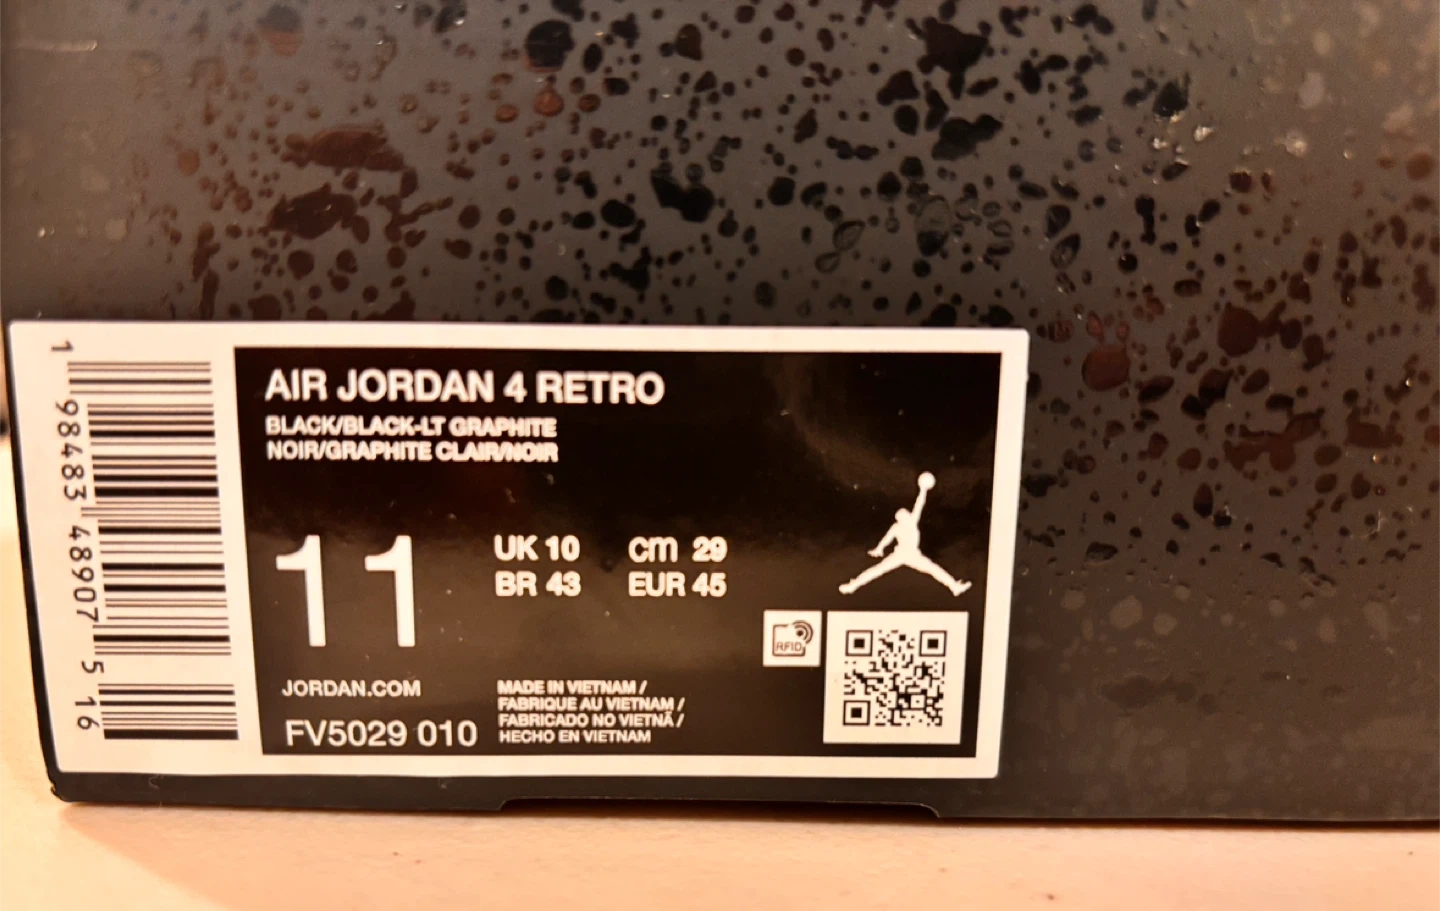 AIR JORDAN 4 RETRO
BLACK/BLACK-LT GRAPHITE
NOIR/GRAPHITE CLAIR/NOIR
11
UK 10 cm 29
BR 43 EUR 45
RFID
JORDAN.COM
FV5029 010
MADE IN VIETNAM /
FABRIQUE AU VIETNAM /
FABRICADO NO VIETNÃ /
HECHO EN VIETNAM
1 98483 48907 5 16